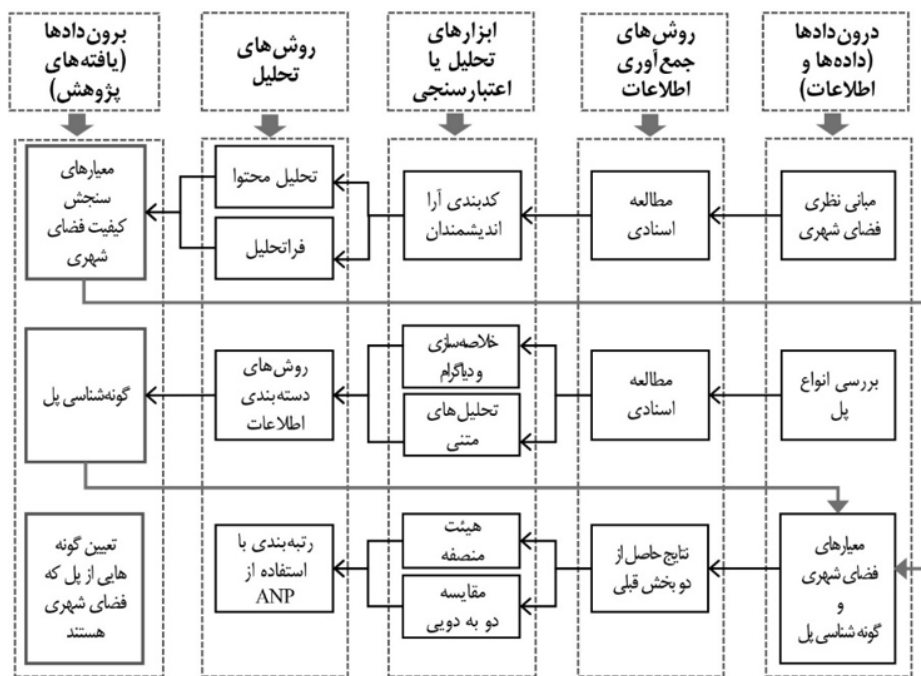 درون‌دادها
(داده‌ها و
اطلاعات)
روش‌های
جمع‌آوری
اطلاعات
ابزارهای
تحلیل یا
اعتبارسنجی
روش‌های
تحلیل
برون‌دادها
(یافته‌های
پژوهش)
مبانی نظری
فضای شهری
مطالعه
اسنادی
کدبندی آرا
اندیشمندان
تحلیل محتوا
فراتحلیل
معیارهای
سنجش
کیفیت فضای
شهری
بررسی انواع
پل
مطالعه
اسنادی
خلاصه‌سازی
و دیاگرام
تحلیل‌های
متنی
روش‌های
دسته‌بندی
اطلاعات
گونه‌شناسی پل
معیارهای
فضای شهری
و
گونه شناسی پل
نتایج حاصل از
دو بخش قبلی
هیئت
منصفه
مقایسه
دو به دویی
رتبه‌بندی با
استفاده از
ANP
تعیین گونه
هایی از پل که
فضای شهری
هستند